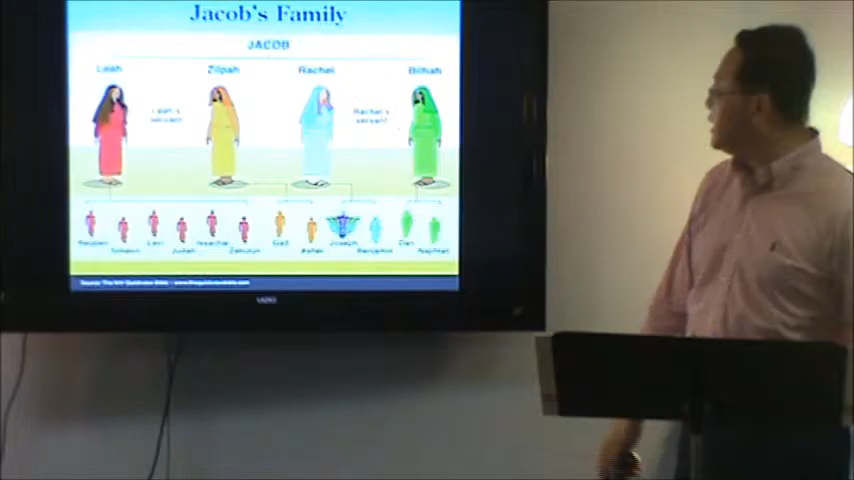 Jacob's Family
JACOB
Leah Zilpah Rachel Bilhah
Leah's
servant
Rachel's
servant
Reuben Simeon Levi Judah Issachar Zebulun Gad Asher Joseph Benjamin Dan Naphtali
VIZIO